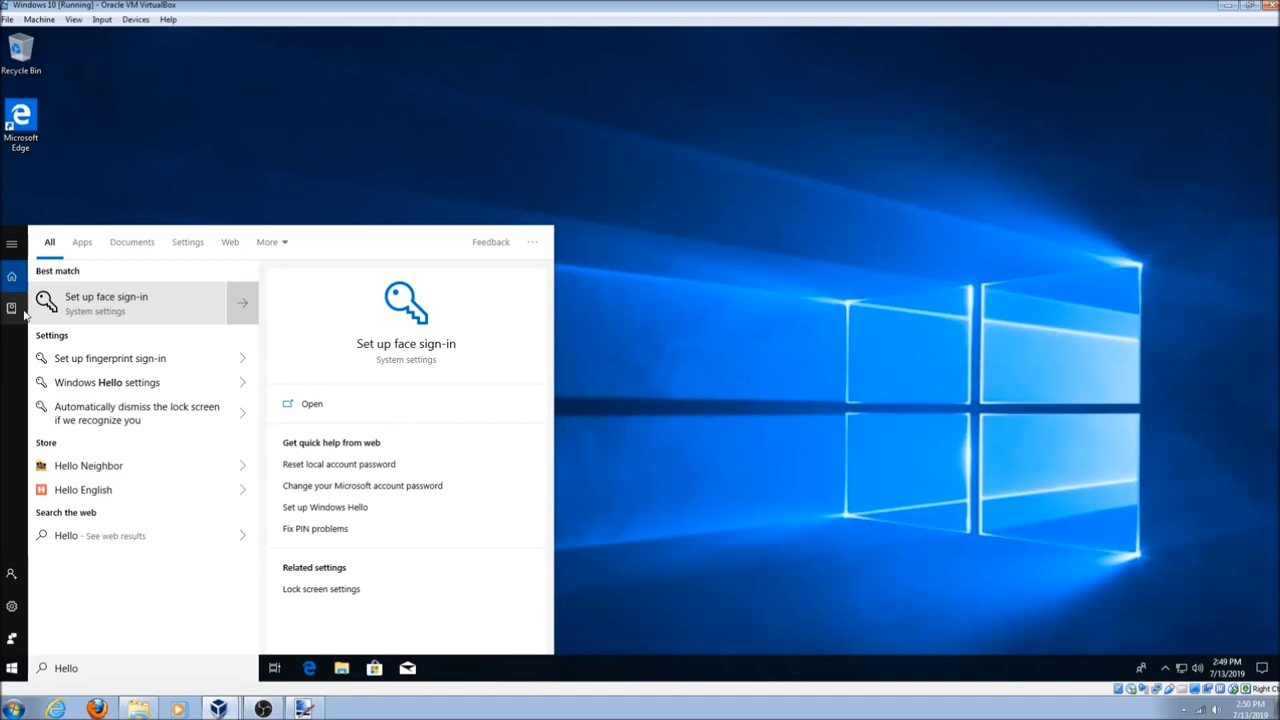 Windows 10 [Running] - Oracle VM VirtualBox
File Machine View Input Devices Help
Recycle Bin
Microsoft
Edge
All Apps Documents Settings Web More Feedback
Best match
Set up face sign-in
System settings
Settings
Set up fingerprint sign-in
Windows Hello settings
Automatically dismiss the lock screen
if we recognize you
Store
Hello Neighbor
Hello English
Search the web
Hello - See web results
Set up face sign-in
System settings
Open
Get quick help from web
Reset local account password
Change your Microsoft account password
Set up Windows Hello
Fix PIN problems
Related settings
Lock screen settings
Hello
2:49 PM
7/13/2019
Right C
2:50 PM
7/13/2019